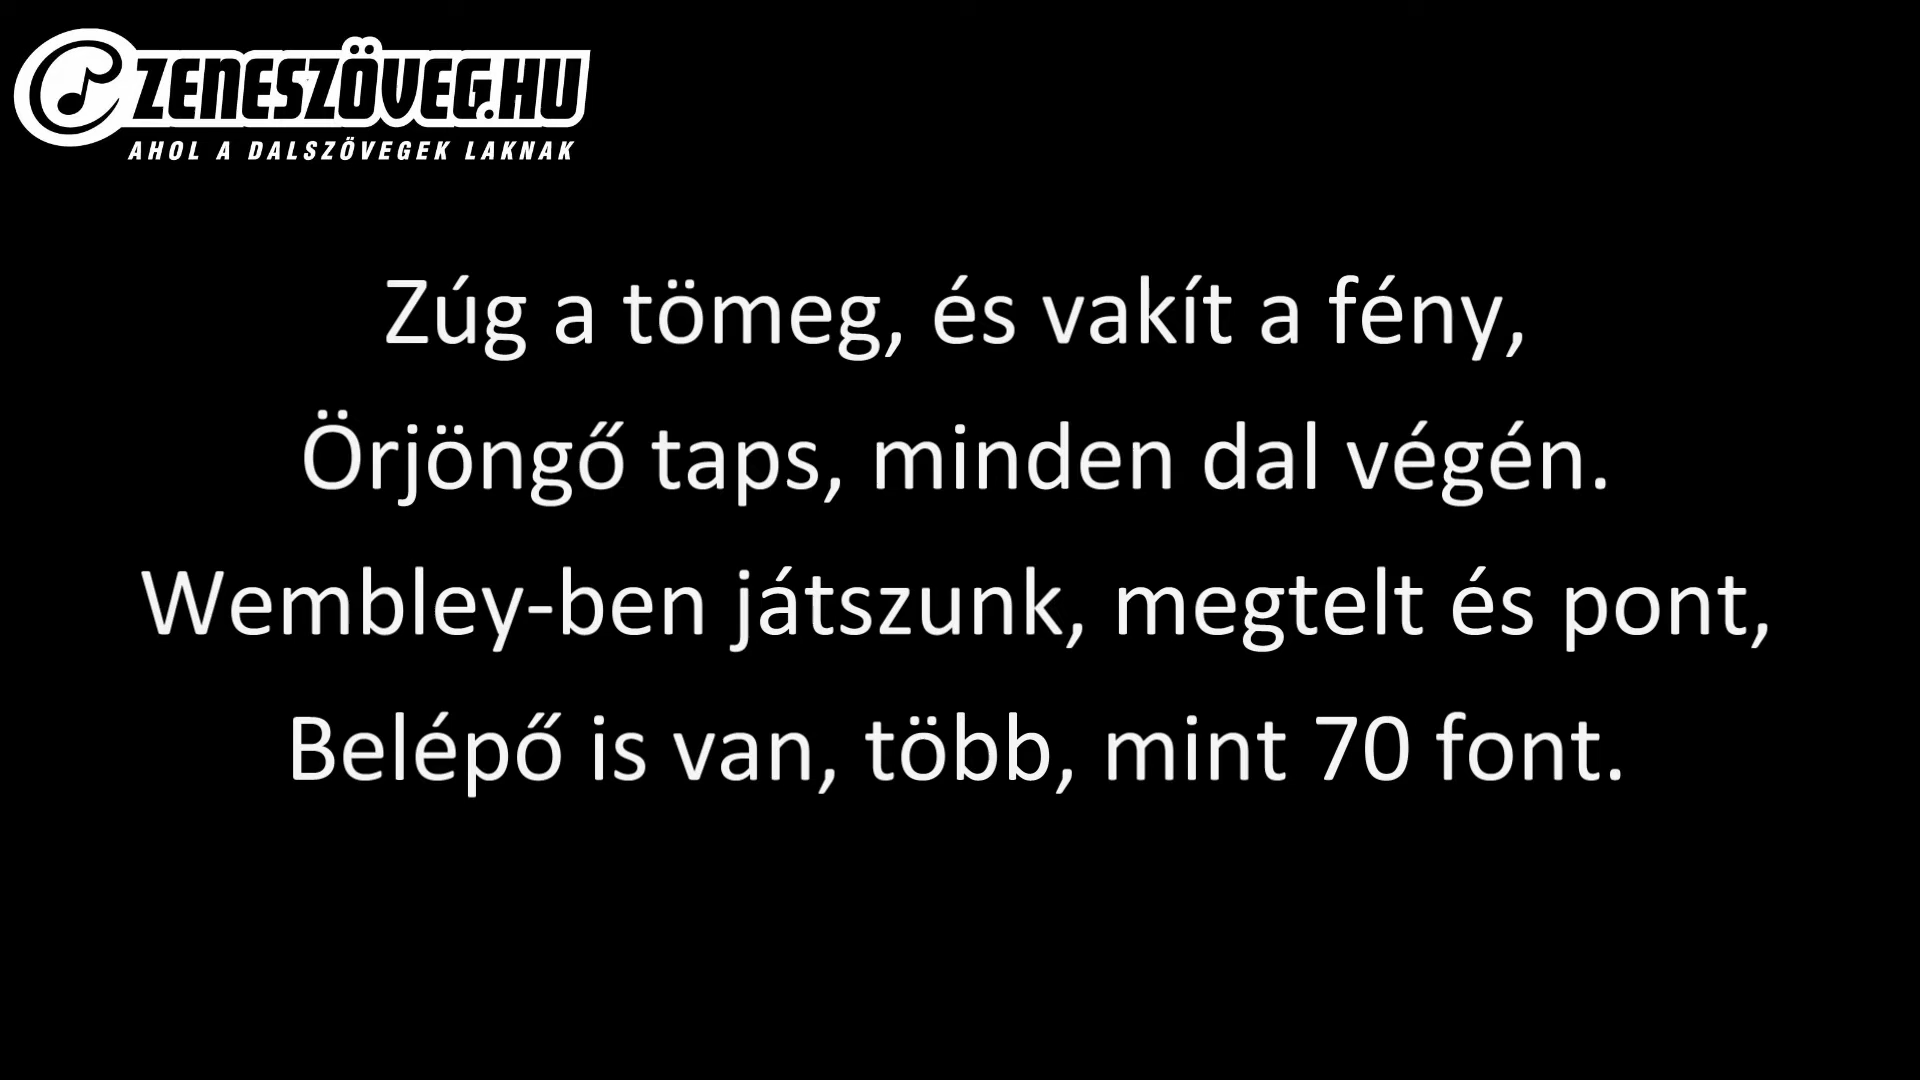 ZENESZÖVEG.HU
AHOL A DALSZÖVEGEK LAKNAK
Zúg a tömeg, és vakít a fény,
Örjöngő taps, minden dal végén.
Wembley-ben játszunk, megtelt és pont,
Belépő is van, több, mint 70 font.